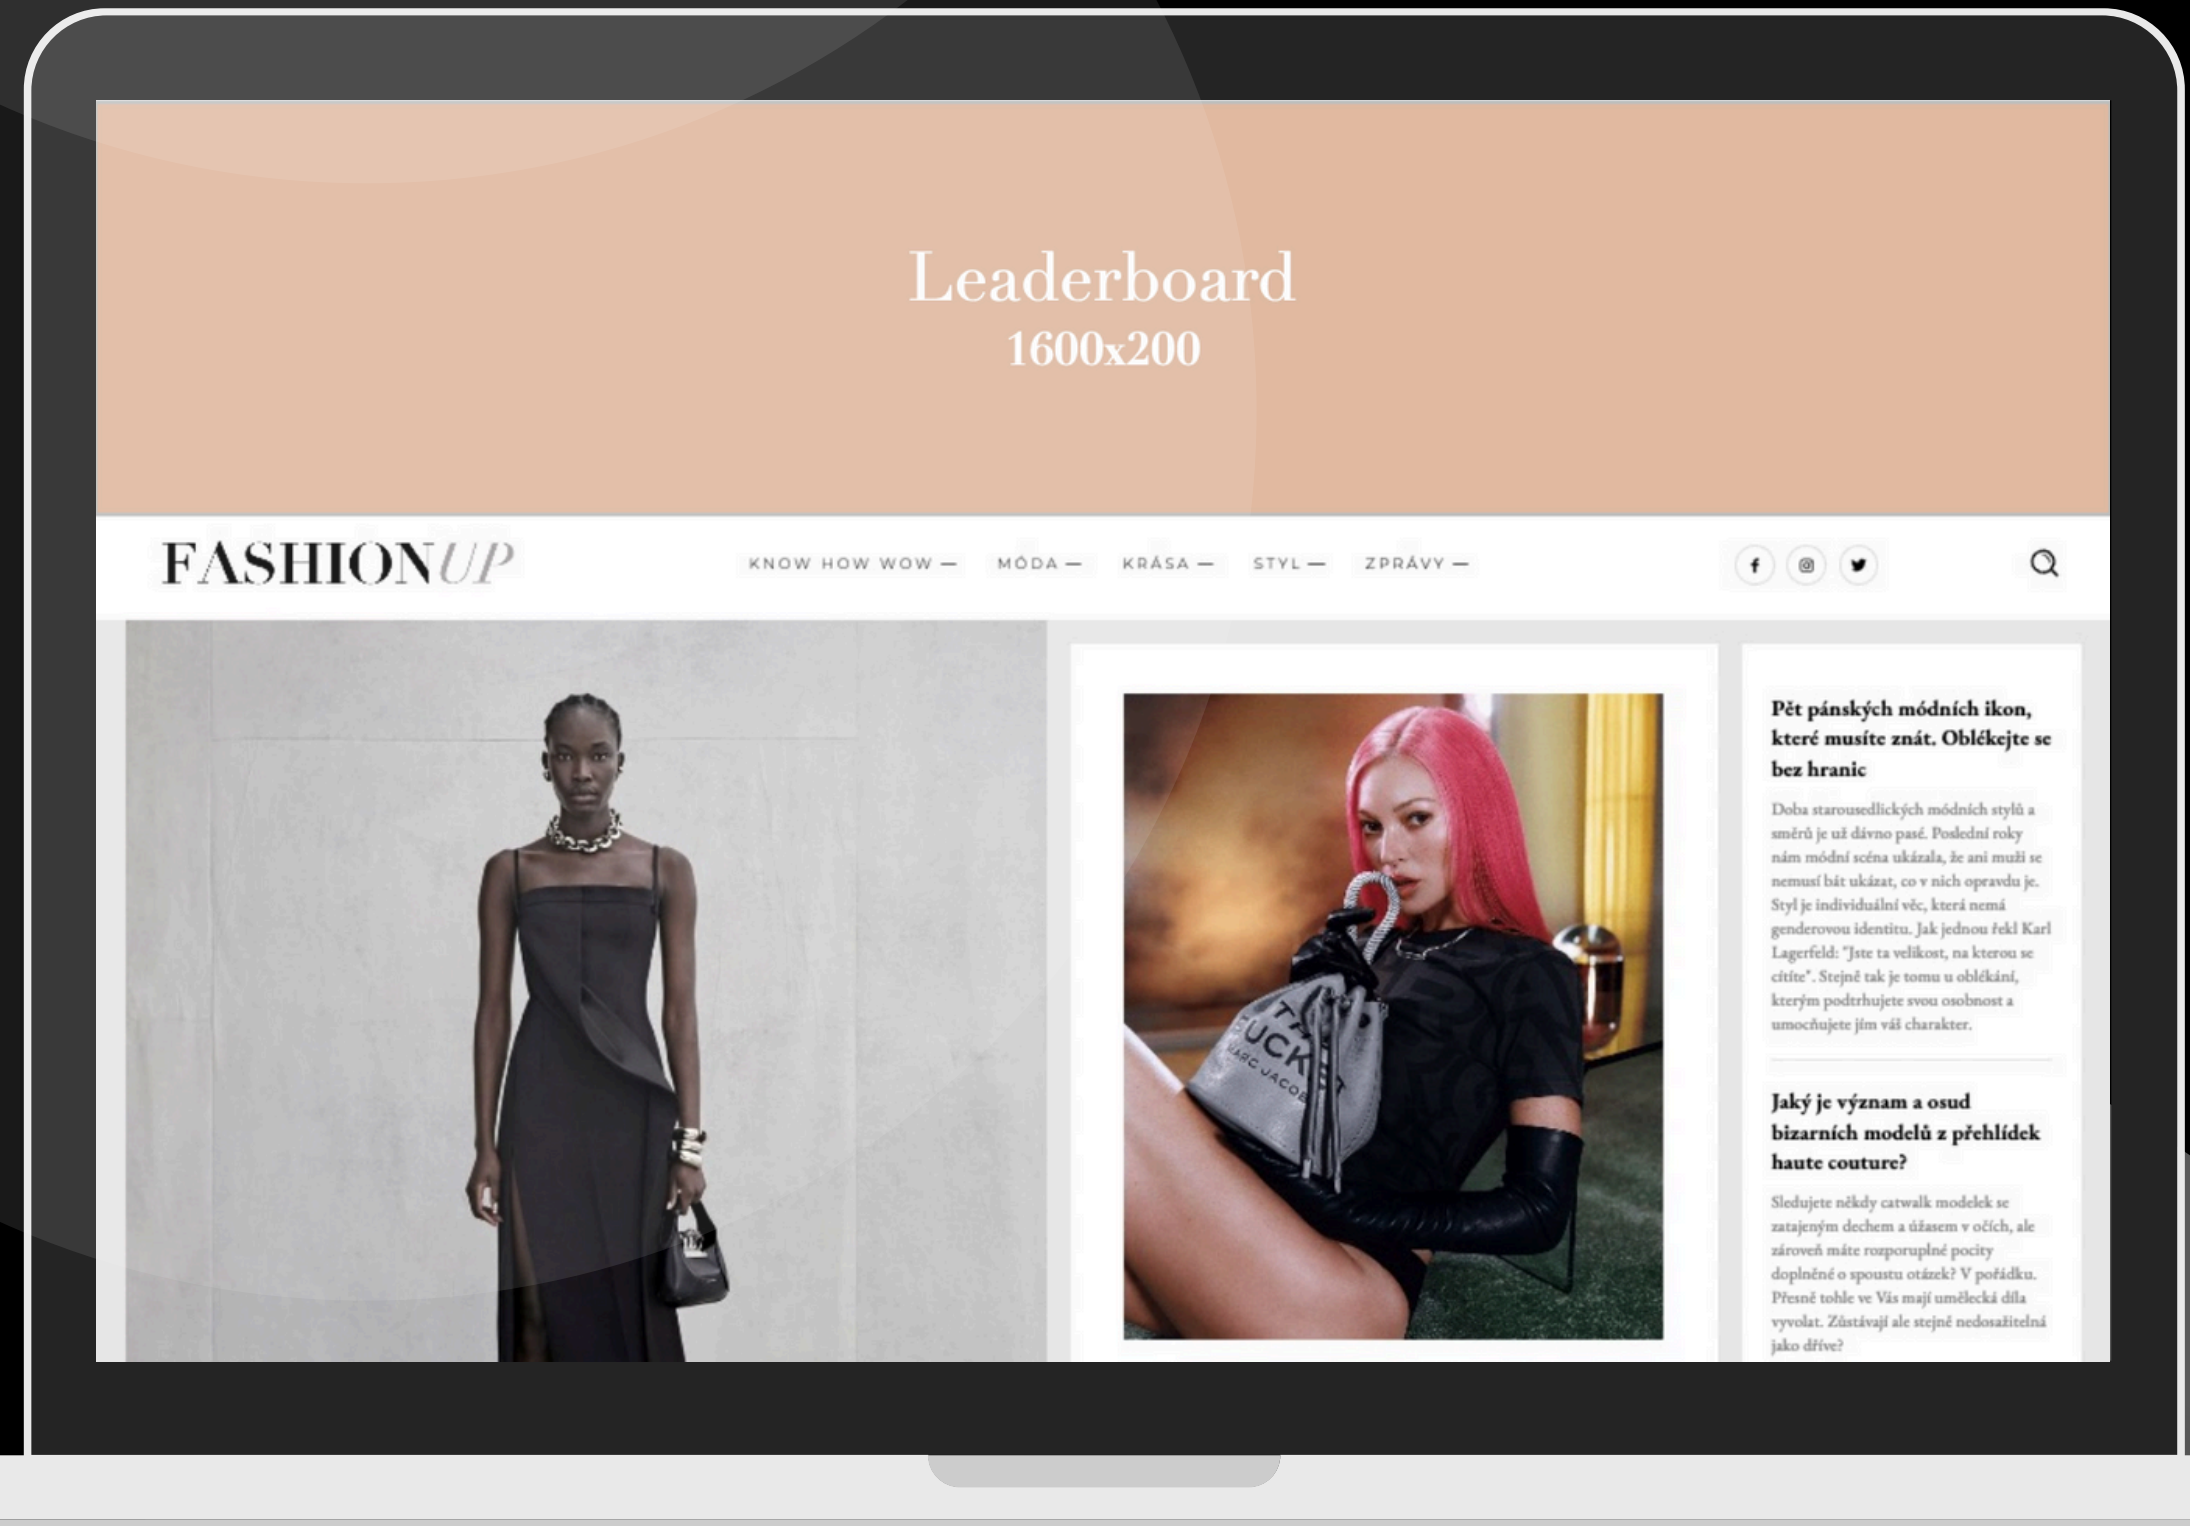 Leaderboard
1600x200
FASHIONUP
KNOW HOW WOW — MÓDA — KRÁSA — STYL — ZPRÁVY —
Pět pánských módních ikon,
které musíte znát. Oblékejte se
bez hranic
Doba starousedlických módních stylů a
směrů je už dávno pasé. Poslední roky
nám módní scéna ukázala, že ani muži se
nemusí bát ukázat, co v nich opravdu je.
Styl je individuální věc, která nemá
genderovou identitu. Jak jednou řekl Karl
Lagerfeld: "Jste ta velikost, na kterou se
cítíte". Stejně tak je tomu u oblékání,
kterým podtrhujete svou osobnost a
umocňujete jím váš charakter.
Jaký je význam a osud
bizarních modelů z přehlídek
haute couture?
Sledujete někdy catwalk modelek se
zatajeným dechem a úžasem v očích, ale
zároveň máte rozporuplné pocity
doplněné o spoustu otázek? V pořádku.
Přesně tohle ve Vás mají umělecká díla
vyvolat. Zůstávají ale stejně nedosažitelná
jako dříve?